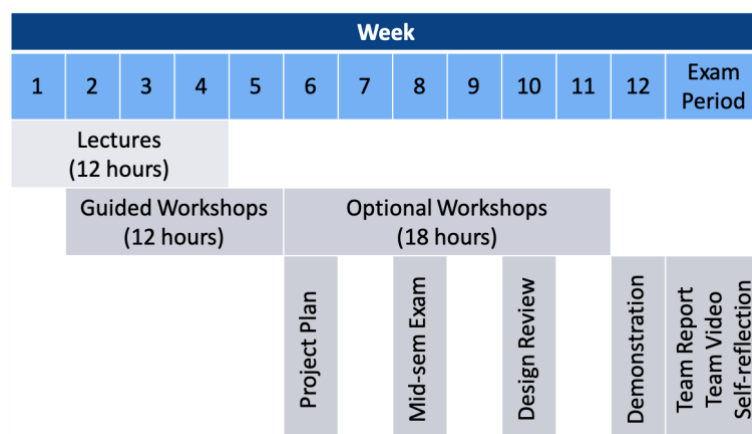 Week
1 2 3 4 5 6 7 8 9 10 11 12 Exam
Period
Lectures
(12 hours)
Guided Workshops
(12 hours)
Optional Workshops
(18 hours)
Project Plan
Mid-sem Exam
Design Review
Demonstration
Team Report
Team Video
Self-reflection